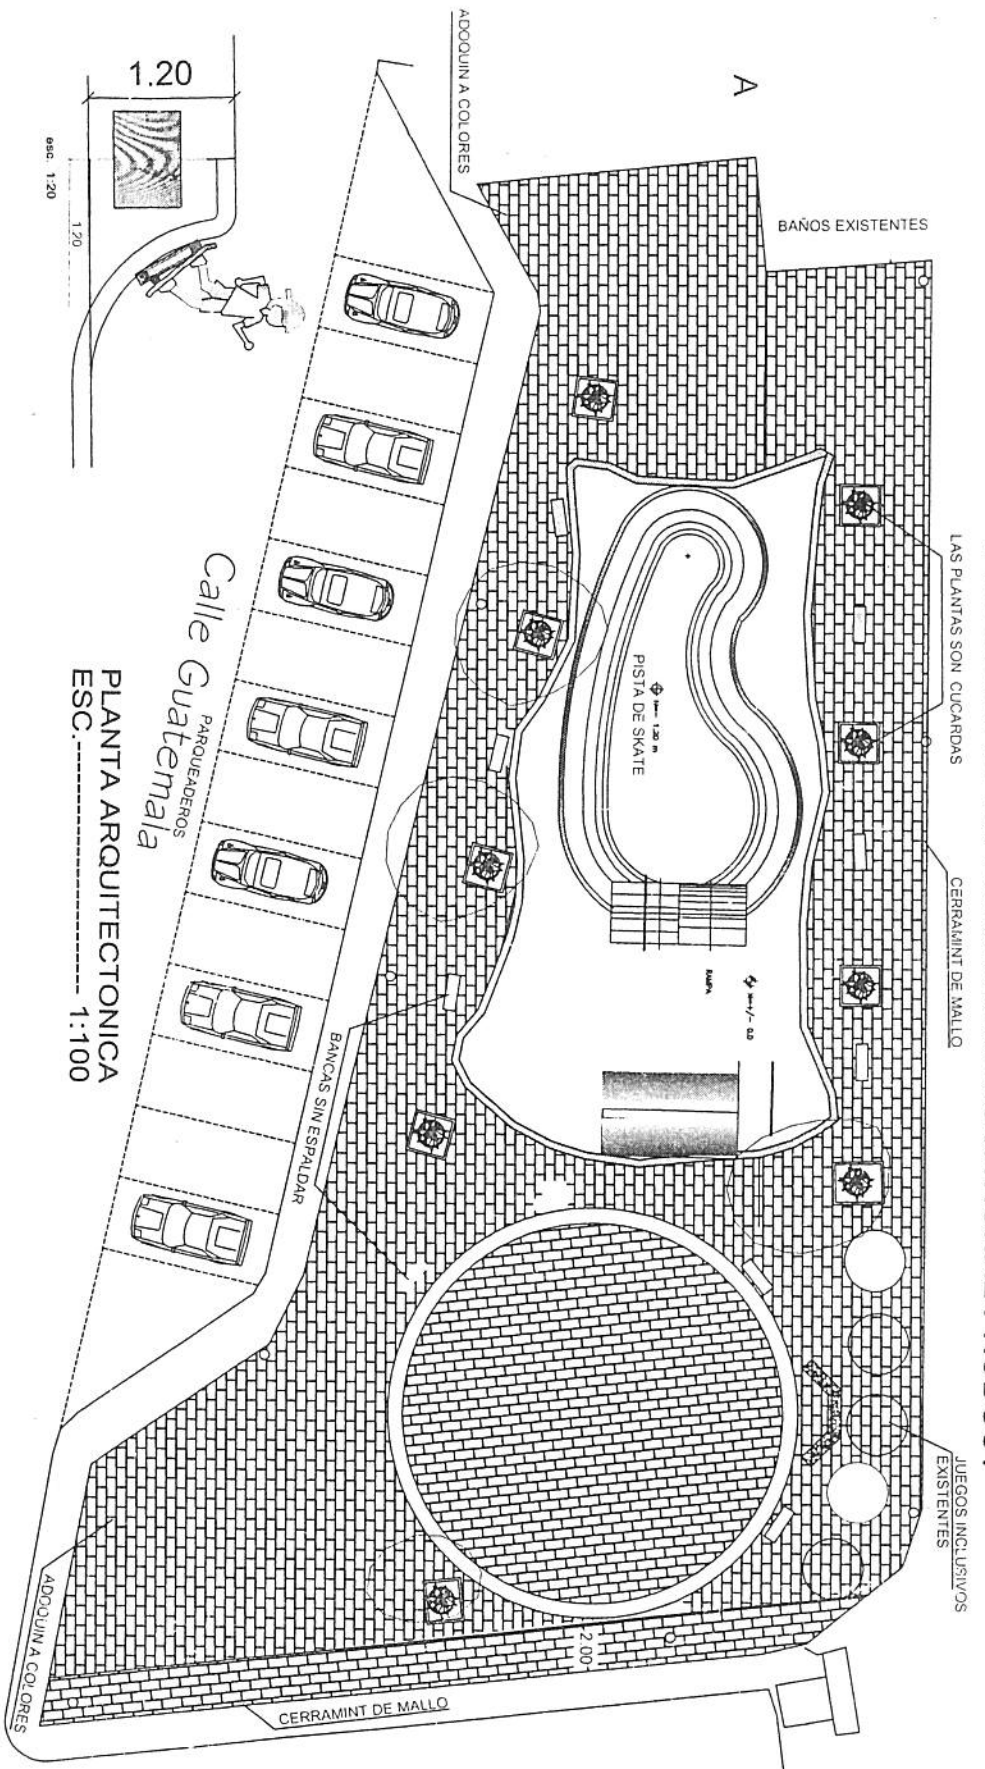 A
BAÑOS EXISTENTES
ADOQUIN A COLORES
1.20
esc. 1:20
1.20
LAS PLANTAS SON CUCARDAS
CERRAMINT DE MALLO
PISTA DE SKATE
RAMPA
Calle Guatemala
PARQUEADEROS
PLANTA ARQUITECTONICA
ESC.--------------- 1:100
BANCAS SIN ESPALDAR
JUEGOS INCLUSIVOS
EXISTENTES
2.00
CERRAMINT DE MALLO
ADOQUIN A COLORES